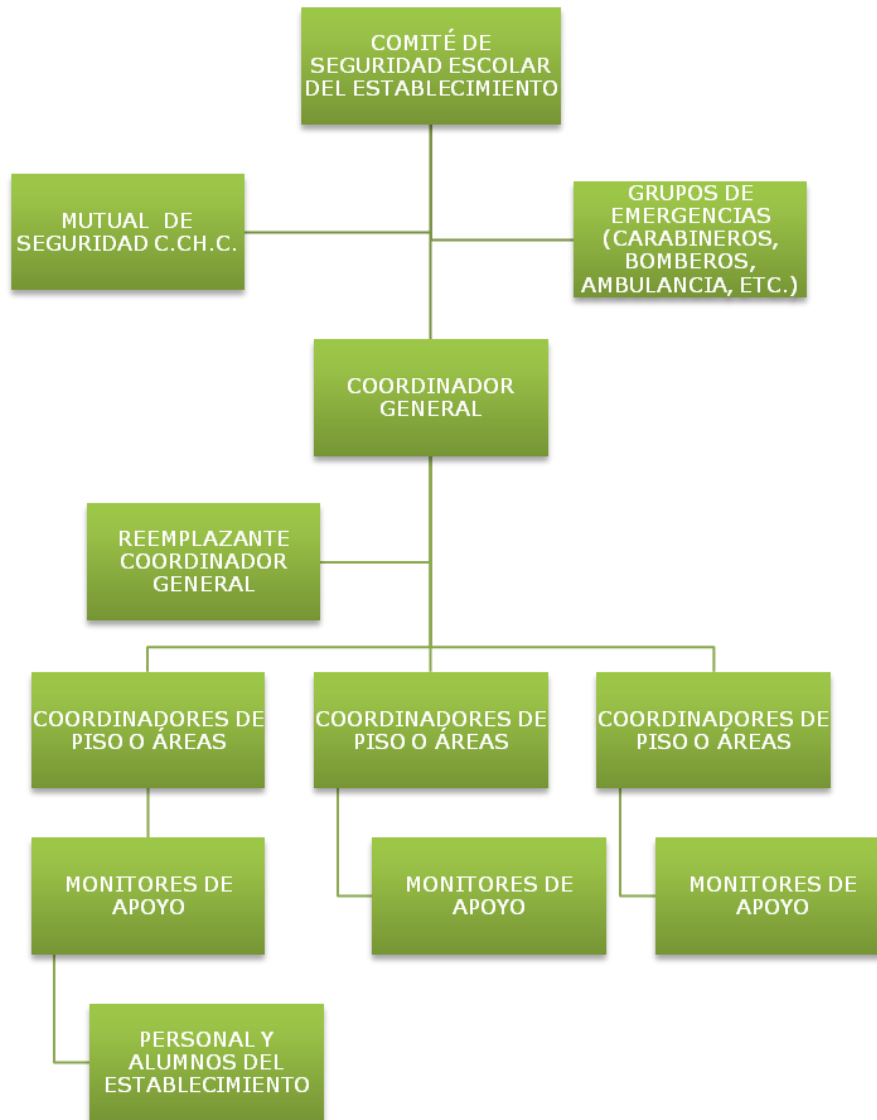 COMITÉ DE
SEGURIDAD ESCOLAR
DEL ESTABLECIMIENTO
MUTUAL DE
SEGURIDAD C.CH.C.
GRUPOS DE
EMERGENCIAS
(CARABINEROS,
BOMBEROS,
AMBULANCIA, ETC.)
COORDINADOR
GENERAL
REEMPLAZANTE
COORDINADOR
GENERAL
COORDINADORES DE
PISO O ÁREAS
COORDINADORES DE
PISO O ÁREAS
COORDINADORES DE
PISO O ÁREAS
MONITORES DE
APOYO
MONITORES DE
APOYO
MONITORES DE
APOYO
PERSONAL Y
ALUMNOS DEL
ESTABLECIMIENTO